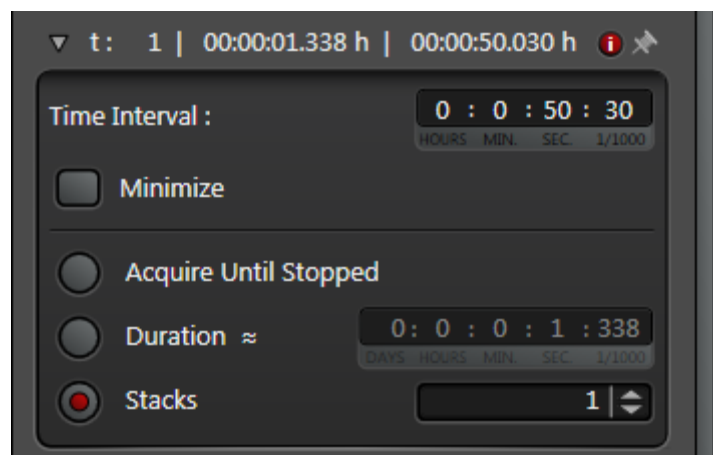 t: 1 | 00:00:01.338 h | 00:00:50.030 h i
Time Interval : 0 : 0 : 50 : 30
HOURS MIN. SEC. 1/1000
Minimize
Acquire Until Stopped
Duration ≈ 0: 0 : 0 : 1 :338
DAYS HOURS MIN. SEC. 1/1000
Stacks 1